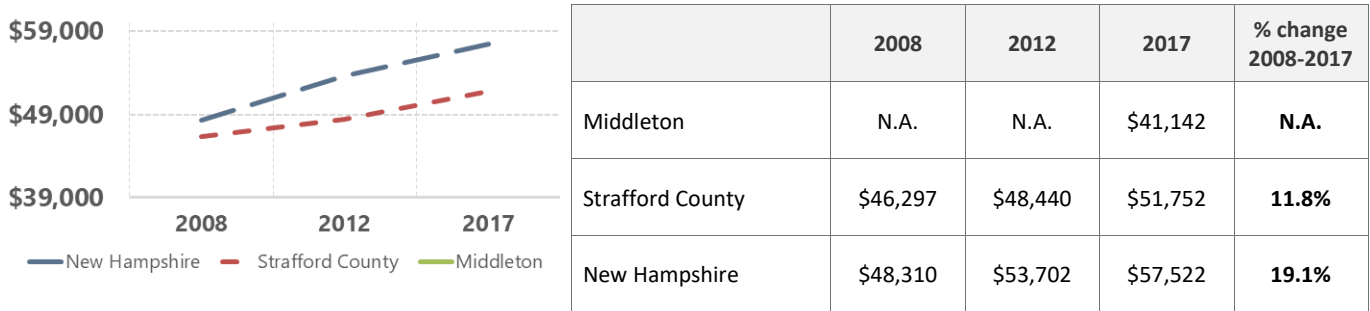 $59,000
$49,000
$39,000
2008 2012 2017
New Hampshire Strafford County Middleton
2008 2012 2017 % change
2008-2017
Middleton N.A. N.A. $41,142 N.A.
Strafford County $46,297 $48,440 $51,752 11.8%
New Hampshire $48,310 $53,702 $57,522 19.1%